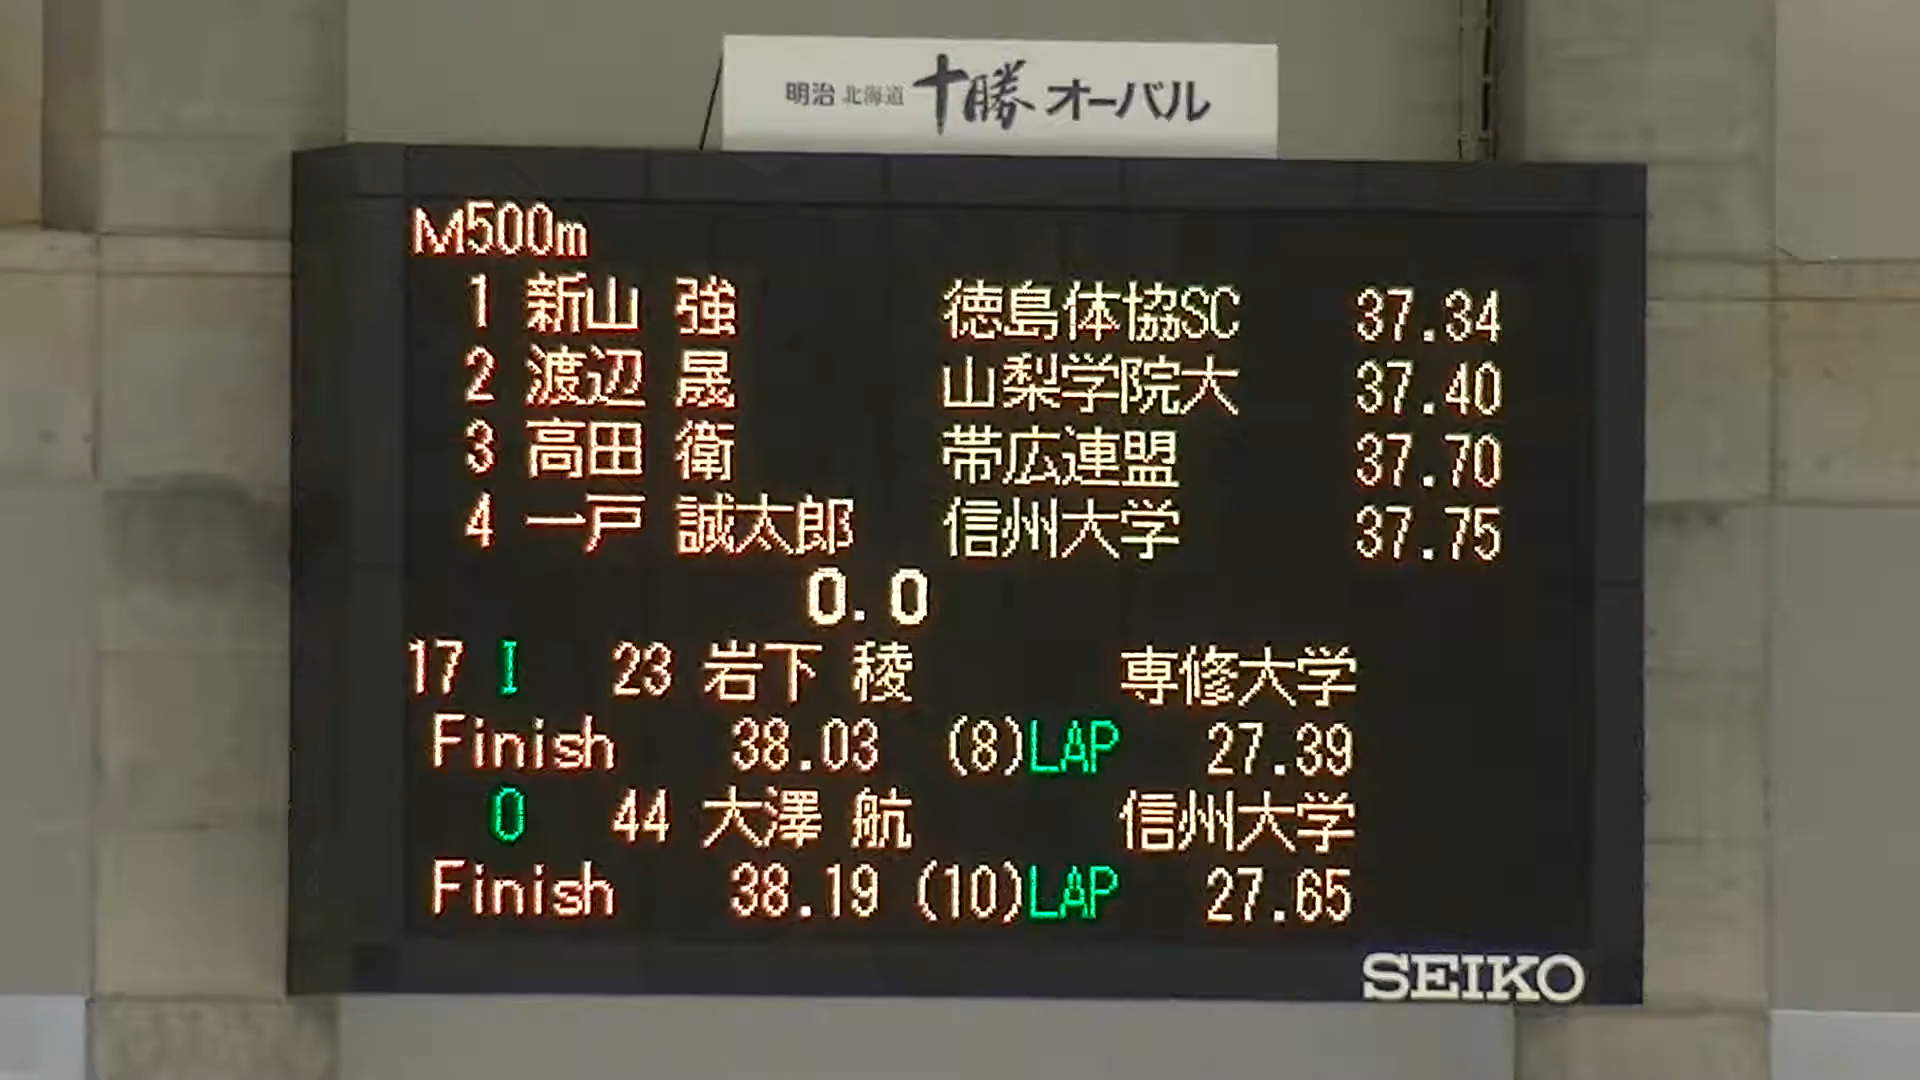 明治 北海道 十勝オーバル
M500m
1 新山 強 徳島体協SC 37.34
2 渡辺 晟 山梨学院大 37.40
3 高田 衛 帯広連盟 37.70
4 一戸 誠太郎 信州大学 37.75
0.0
17 I 23 岩下 稜 専修大学
Finish 38.03 (8)LAP 27.39
O 44 大澤 航 信州大学
Finish 38.19 (10)LAP 27.65
SEIKO